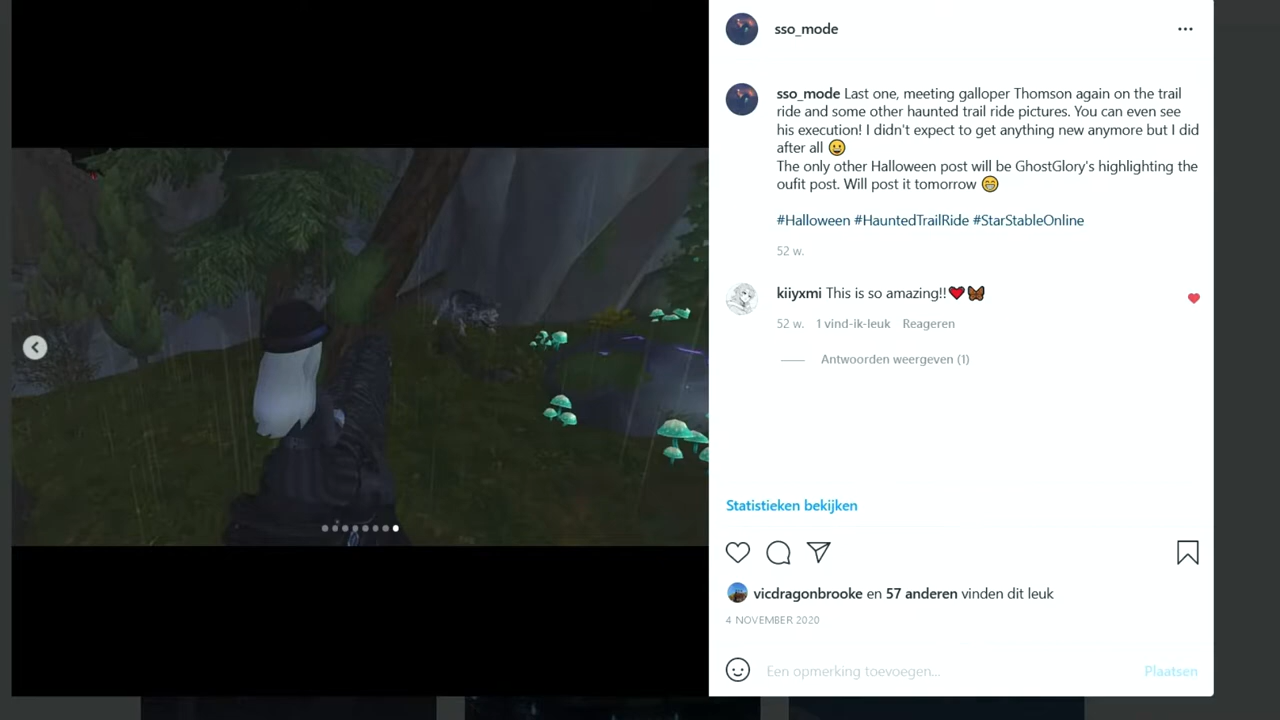 sso_mode
sso_mode Last one, meeting galloper Thomson again on the trail
ride and some other haunted trail ride pictures. You can even see
his execution! I didn't expect to get anything new anymore but I did
after all 😀
The only other Halloween post will be GhostGlory's highlighting the
oufit post. Will post it tomorrow 😁
#Halloween #HauntedTrailRide #StarStableOnline
52 w.
kiiyxmi This is so amazing!!❤️🦋
52 w. 1 vind-ik-leuk Reageren
Antwoorden weergeven (1)
Statistieken bekijken
vicdragonbrooke en 57 anderen vinden dit leuk
4 NOVEMBER 2020
Een opmerking toevoegen...
Plaatsen